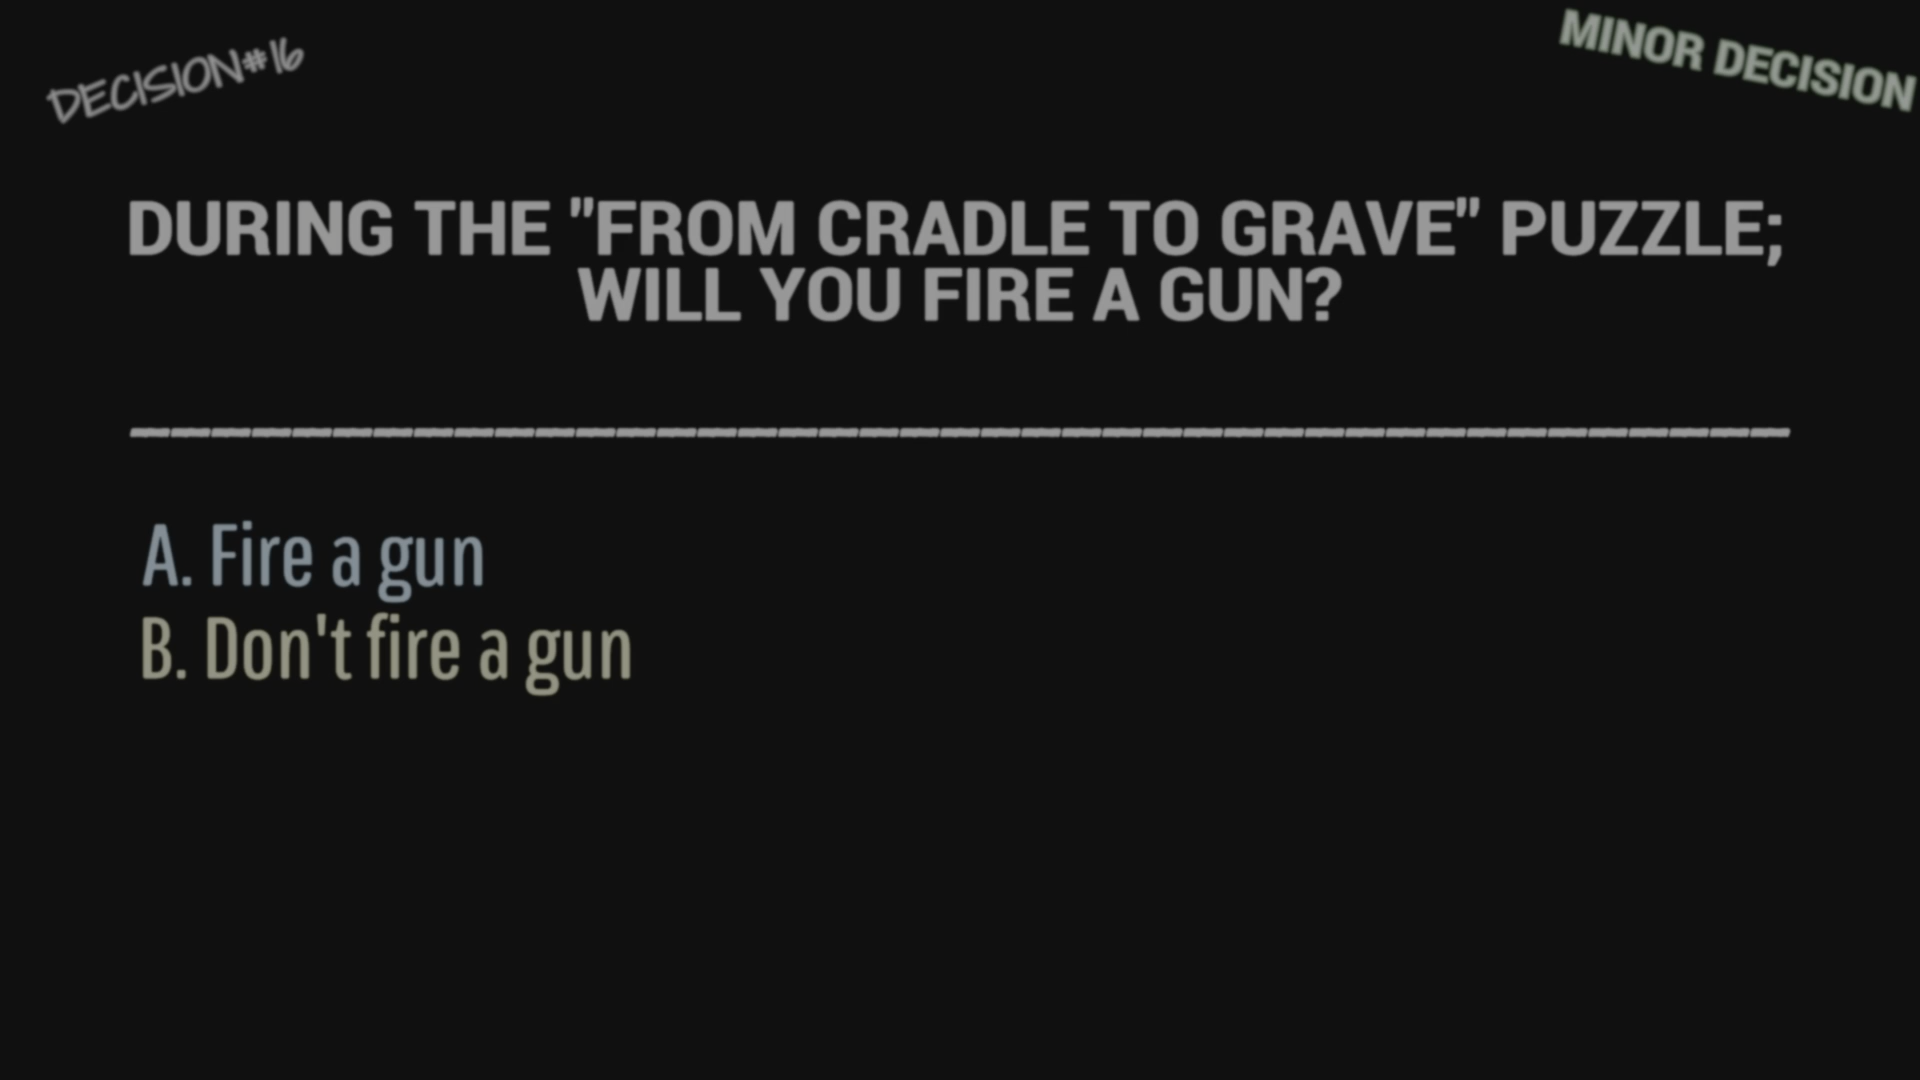 DECISION#16
MINOR DECISION
DURING THE "FROM CRADLE TO GRAVE" PUZZLE;
WILL YOU FIRE A GUN?
A. Fire a gun
B. Don't fire a gun